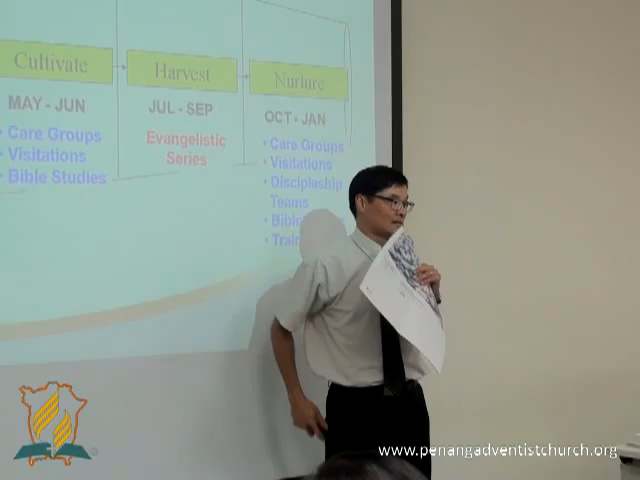 Cultivate
Harvest
Nurture
MAY - JUN
JUL - SEP
OCT - JAN
• Care Groups
• Visitations
• Bible Studies
Evangelistic
Series
• Care Groups
• Visitations
• Discipleship
Teams
www.penangadventistchurch.org